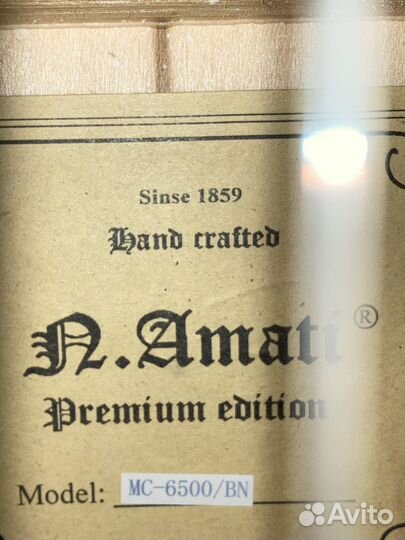 Sinse 1859
Hand crafted
N.Amati®
Premium edition
Model: MC-6500/BN
Avito